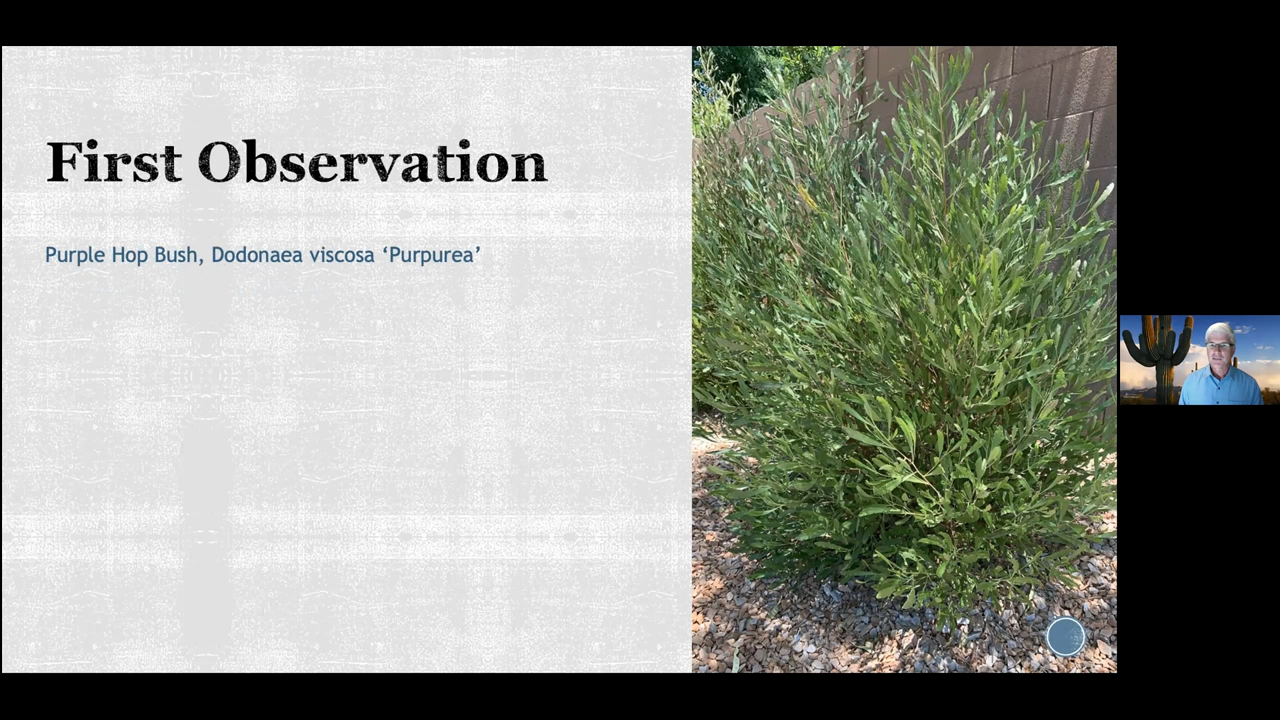 First Observation
Purple Hop Bush, Dodonaea viscosa ‘Purpurea’